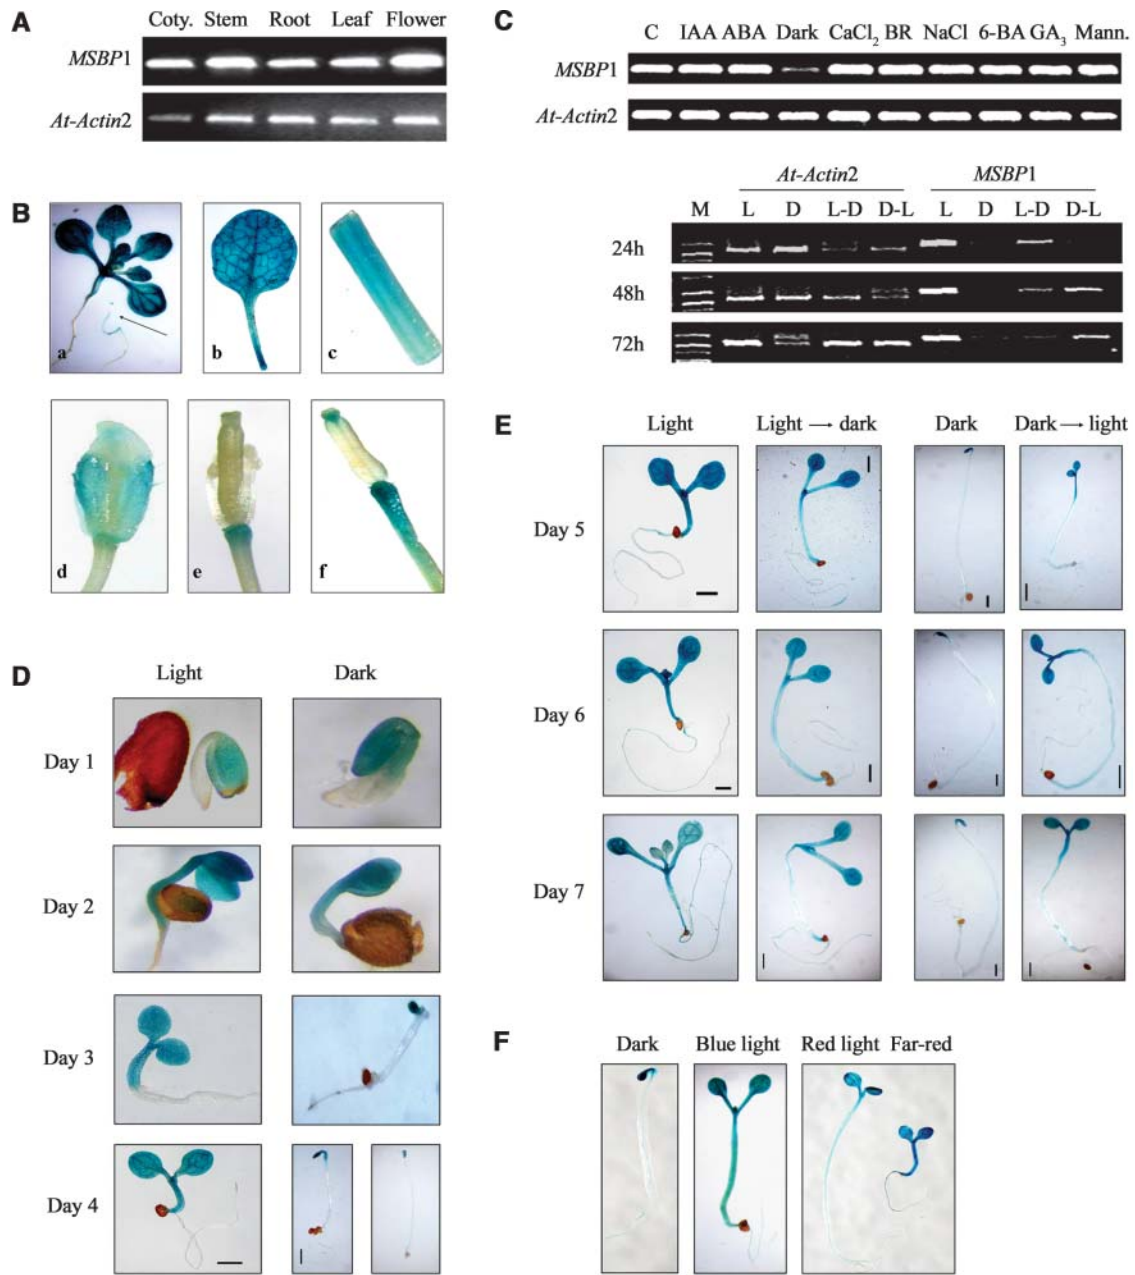 A
Coty. Stem Root Leaf Flower
MSBP1
At-Actin2
B
a
b
c
d
e
f
C
C IAA ABA Dark CaCl2 BR NaCl 6-BA GA3 Mann.
MSBP1
At-Actin2
At-Actin2 MSBP1
M L D L-D D-L L D L-D D-L
24h
48h
72h
D
Light Dark
Day 1
Day 2
Day 3
Day 4
E
Light Light → dark Dark Dark → light
Day 5
Day 6
Day 7
F
Dark Blue light Red light Far-red